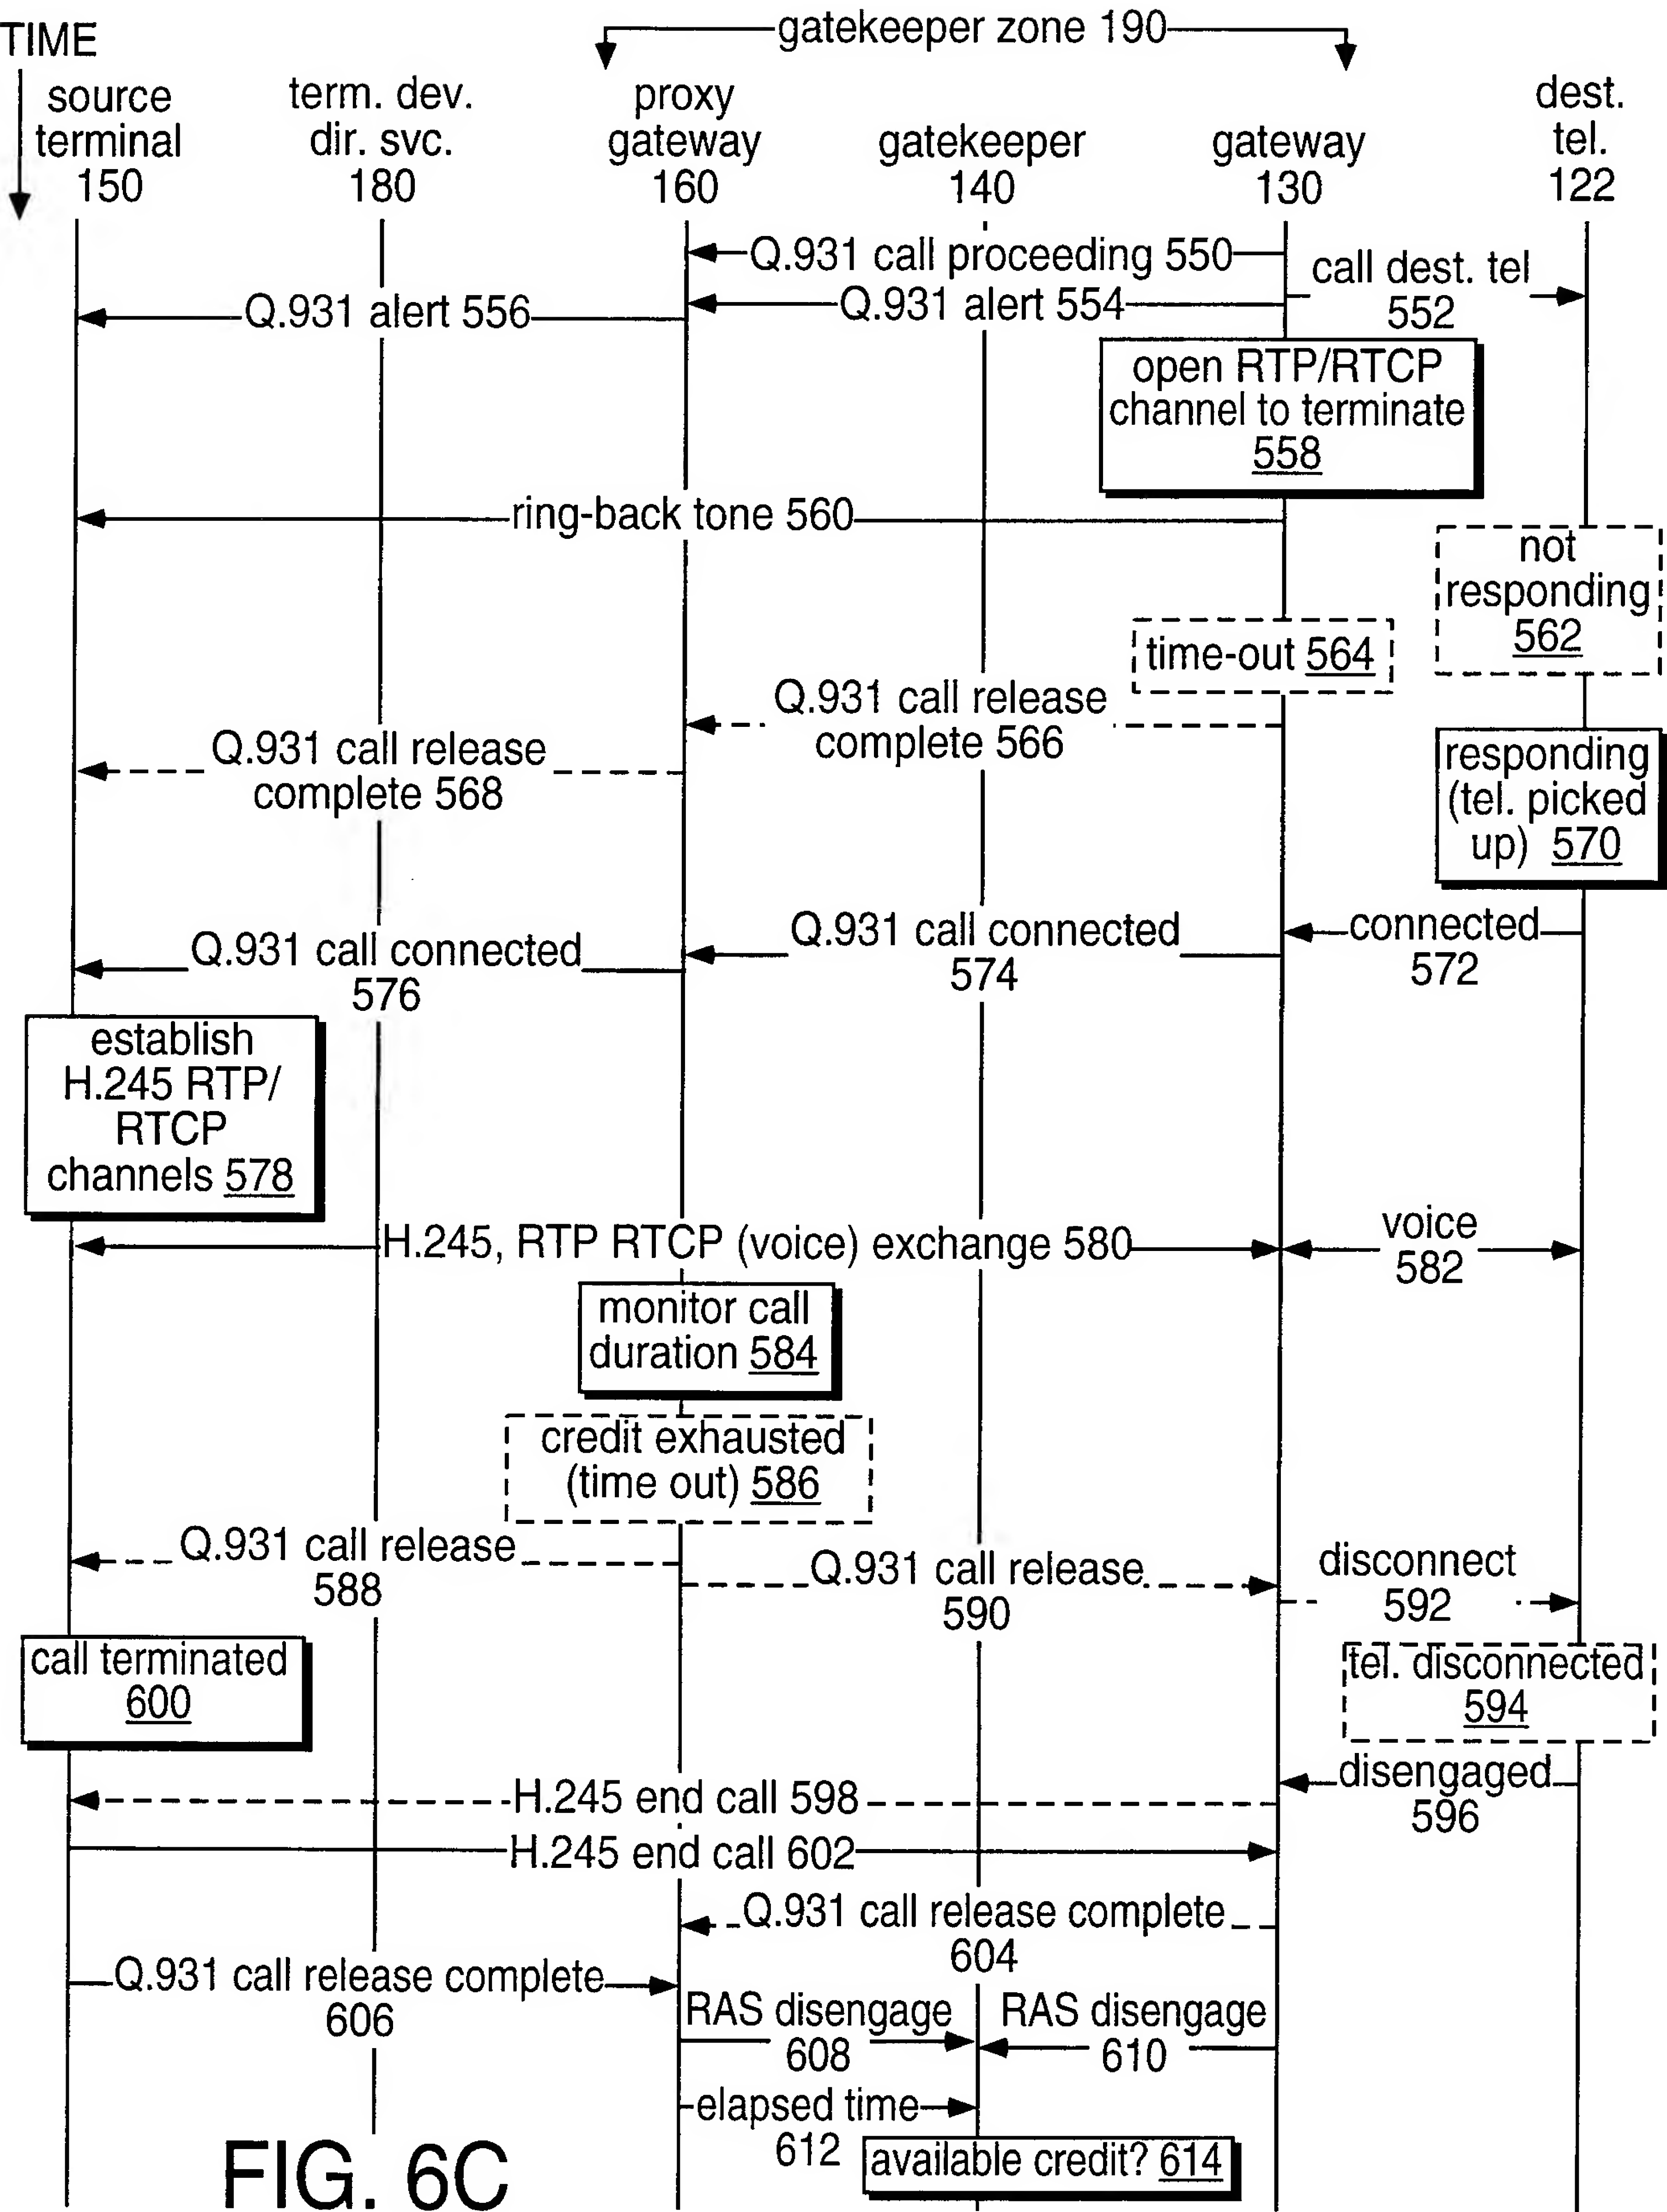 TIME
gatekeeper zone 190
source
terminal
150
term. dev.
dir. svc.
180
proxy
gateway
160
gatekeeper
140
gateway
130
dest.
tel.
122
Q.931 call proceeding 550
call dest. tel
552
Q.931 alert 554
Q.931 alert 556
open RTP/RTCP
channel to terminate
558
ring-back tone 560
not
responding
562
time-out 564
Q.931 call release
complete 566
Q.931 call release
complete 568
responding
(tel. picked
up) 570
connected
572
Q.931 call connected
574
Q.931 call connected
576
establish
H.245 RTP/
RTCP
channels 578
H.245, RTP RTCP (voice) exchange 580
voice
582
monitor call
duration 584
credit exhausted
(time out) 586
Q.931 call release
588
Q.931 call release
590
disconnect
592
call terminated
600
tel. disconnected
594
disengaged
596
H.245 end call 598
H.245 end call 602
Q.931 call release complete
604
Q.931 call release complete
606
RAS disengage
608
RAS disengage
610
elapsed time
612
available credit? 614
FIG. 6C